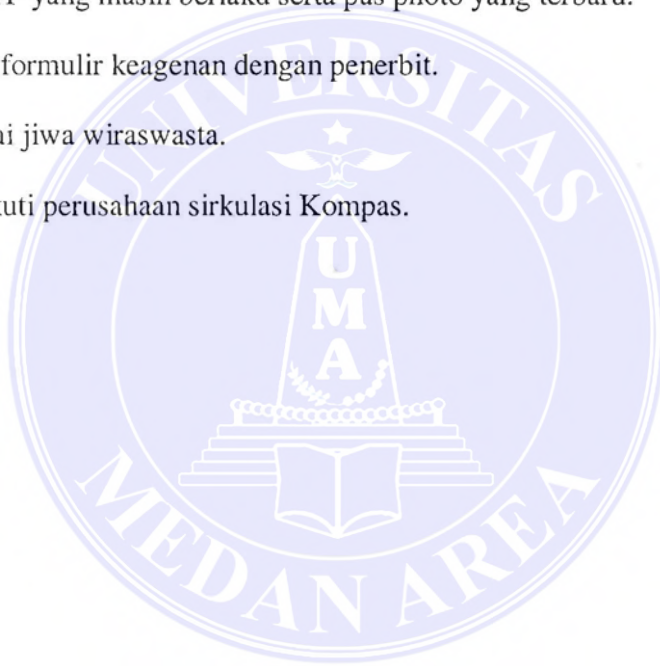 yang masih berlaku serta pas photo yang terbaru.
formulir keagenan dengan penerbit.
jiwa wiraswasta.
perusahaan sirkulasi Kompas.
UNIVERSITAS
U
M
A
MEDAN AREA